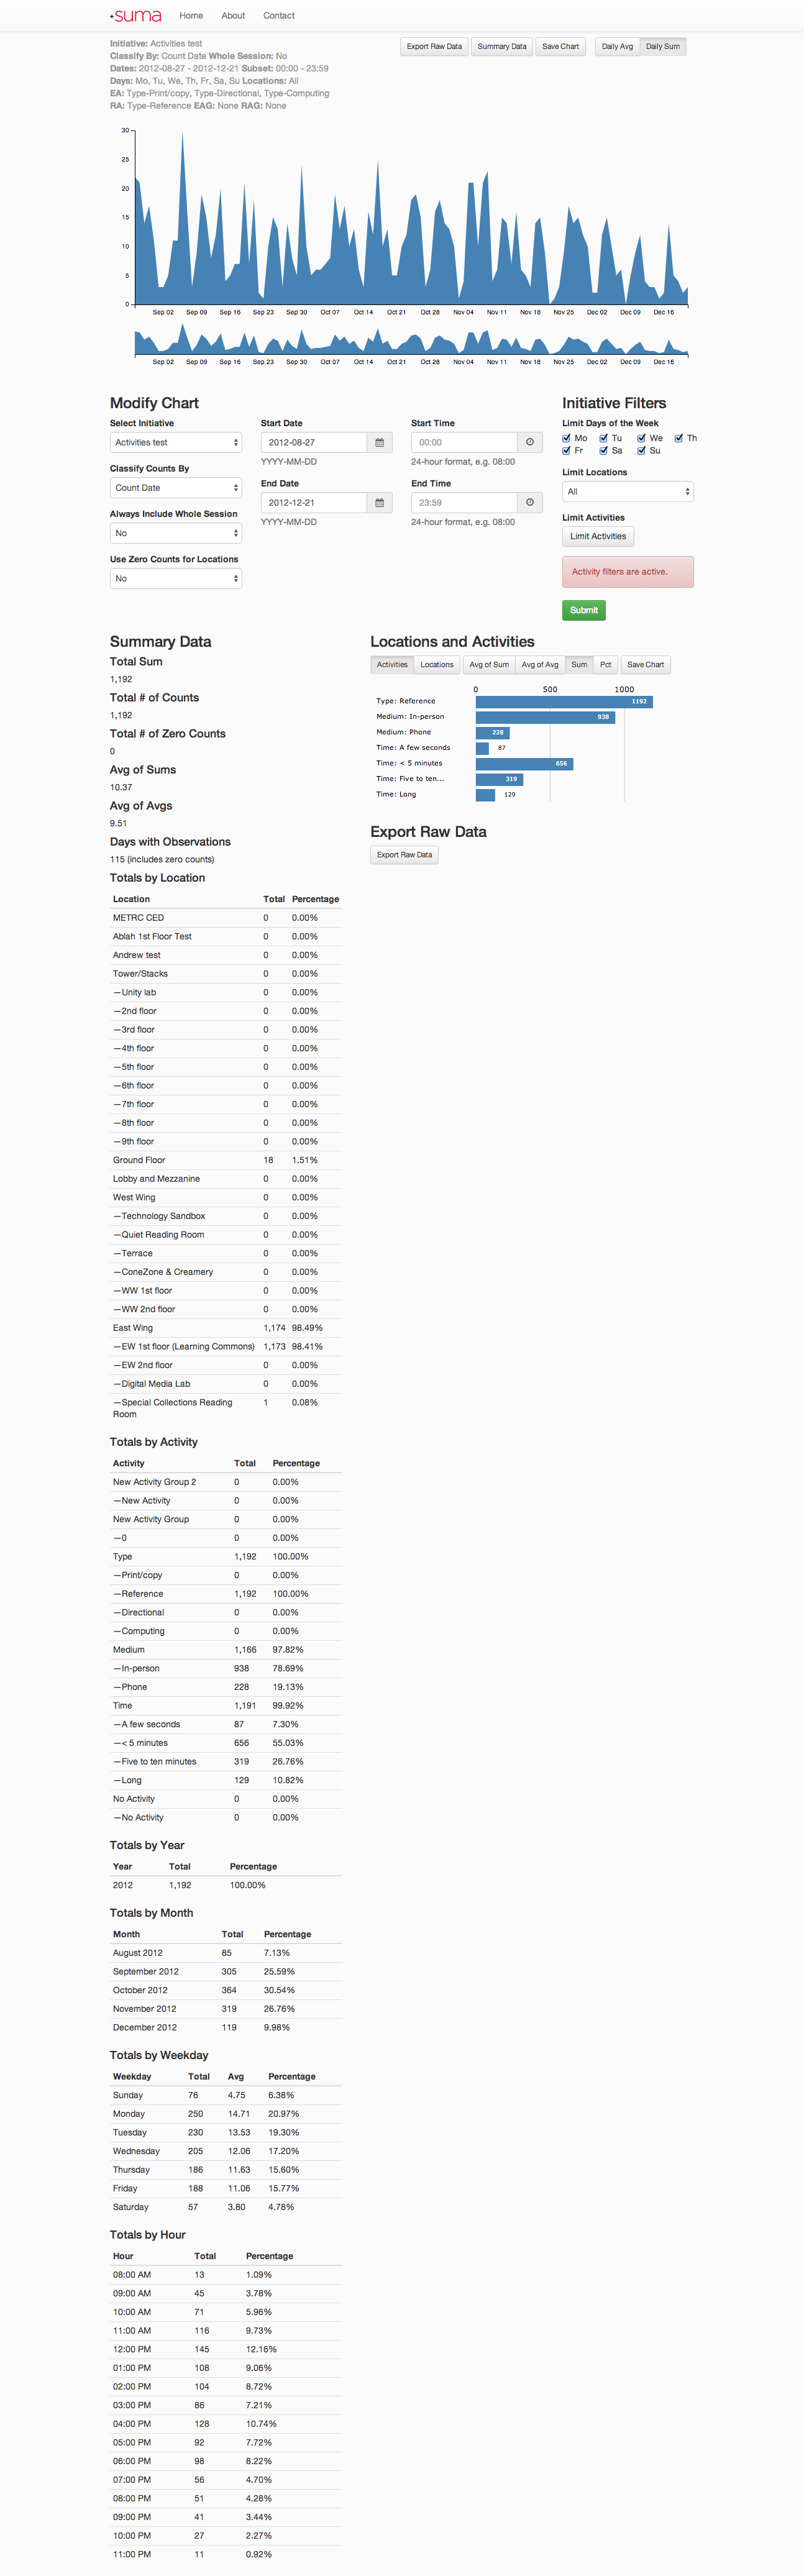 +suma Home About Contact
Initiative: Activities test
Classify By: Count Date Whole Session: No
Dates: 2012-08-27 - 2012-12-21 Subset: 00:00 - 23:59
Days: Mo, Tu, We, Th, Fr, Sa, Su Locations: All
EA: Type-Print/copy, Type-Directional, Type-Computing
RA: Type-Reference EAG: None RAG: None
Export Raw Data Summary Data Save Chart Daily Avg Daily Sum
30
25
20
15
10
5
0
Sep 02 Sep 09 Sep 16 Sep 23 Sep 30 Oct 07 Oct 14 Oct 21 Oct 28 Nov 04 Nov 11 Nov 18 Nov 25 Dec 02 Dec 09 Dec 16
Sep 02 Sep 09 Sep 16 Sep 23 Sep 30 Oct 07 Oct 14 Oct 21 Oct 28 Nov 04 Nov 11 Nov 18 Nov 25 Dec 02 Dec 09 Dec 16
Modify Chart
Select Initiative
Activities test
Classify Counts By
Count Date
Always Include Whole Session
No
Use Zero Counts for Locations
No
Start Date
2012-08-27
YYYY-MM-DD
End Date
2012-12-21
YYYY-MM-DD
Start Time
00:00
24-hour format, e.g. 08:00
End Time
23:59
24-hour format, e.g. 08:00
Initiative Filters
Limit Days of the Week
Mo Tu We Th
Fr Sa Su
Limit Locations
All
Limit Activities
Limit Activities
Activity filters are active.
Submit
Summary Data
Total Sum
1,192
Total # of Counts
1,192
Total # of Zero Counts
0
Avg of Sums
10.37
Avg of Avgs
9.51
Days with Observations
115 (includes zero counts)
Locations and Activities
Activities Locations Avg of Sum Avg of Avg Sum Pct Save Chart
0 500 1000
Type: Reference 1192
Medium: In-person 938
Medium: Phone 228
Time: A few seconds 87
Time: < 5 minutes 656
Time: Five to ten... 319
Time: Long 129
Export Raw Data
Export Raw Data
Totals by Location
Location Total Percentage
METRC CED 0 0.00%
Ablah 1st Floor Test 0 0.00%
Andrew test 0 0.00%
Tower/Stacks 0 0.00%
—Unity lab 0 0.00%
—2nd floor 0 0.00%
—3rd floor 0 0.00%
—4th floor 0 0.00%
—5th floor 0 0.00%
—6th floor 0 0.00%
—7th floor 0 0.00%
—8th floor 0 0.00%
—9th floor 0 0.00%
Ground Floor 18 1.51%
Lobby and Mezzanine 0 0.00%
West Wing 0 0.00%
—Technology Sandbox 0 0.00%
—Quiet Reading Room 0 0.00%
—Terrace 0 0.00%
—ConeZone & Creamery 0 0.00%
—WW 1st floor 0 0.00%
—WW 2nd floor 0 0.00%
East Wing 1,174 98.49%
—EW 1st floor (Learning Commons) 1,173 98.41%
—EW 2nd floor 0 0.00%
—Digital Media Lab 0 0.00%
—Special Collections Reading 1 0.08%
Room
Totals by Activity
Activity Total Percentage
New Activity Group 2 0 0.00%
—New Activity 0 0.00%
New Activity Group 0 0.00%
—0 0 0.00%
Type 1,192 100.00%
—Print/copy 0 0.00%
—Reference 1,192 100.00%
—Directional 0 0.00%
—Computing 0 0.00%
Medium 1,166 97.82%
—In-person 938 78.69%
—Phone 228 19.13%
Time 1,191 99.92%
—A few seconds 87 7.30%
—< 5 minutes 656 55.03%
—Five to ten minutes 319 26.76%
—Long 129 10.82%
No Activity 0 0.00%
—No Activity 0 0.00%
Totals by Year
Year Total Percentage
2012 1,192 100.00%
Totals by Month
Month Total Percentage
August 2012 85 7.13%
September 2012 305 25.59%
October 2012 364 30.54%
November 2012 319 26.76%
December 2012 119 9.98%
Totals by Weekday
Weekday Total Avg Percentage
Sunday 76 4.75 6.38%
Monday 250 14.71 20.97%
Tuesday 230 13.53 19.30%
Wednesday 205 12.06 17.20%
Thursday 186 11.63 15.60%
Friday 188 11.06 15.77%
Saturday 57 3.80 4.78%
Totals by Hour
Hour Total Percentage
08:00 AM 13 1.09%
09:00 AM 45 3.78%
10:00 AM 71 5.96%
11:00 AM 116 9.73%
12:00 PM 145 12.16%
01:00 PM 108 9.06%
02:00 PM 104 8.72%
03:00 PM 86 7.21%
04:00 PM 128 10.74%
05:00 PM 92 7.72%
06:00 PM 98 8.22%
07:00 PM 56 4.70%
08:00 PM 51 4.28%
09:00 PM 41 3.44%
10:00 PM 27 2.27%
11:00 PM 11 0.92%